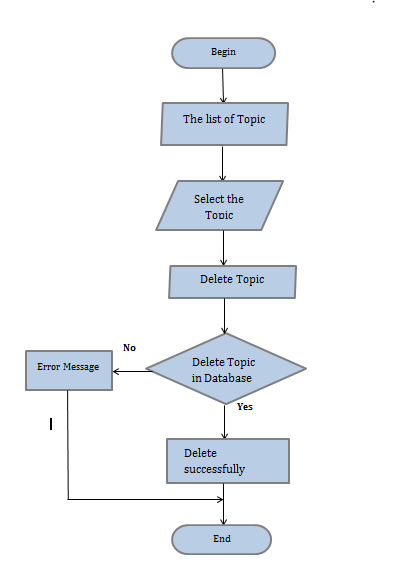 Begin
The list of Topic
Select the
Topic
Delete Topic
Delete Topic
in Database
No
Error Message
Yes
Delete
successfully
End